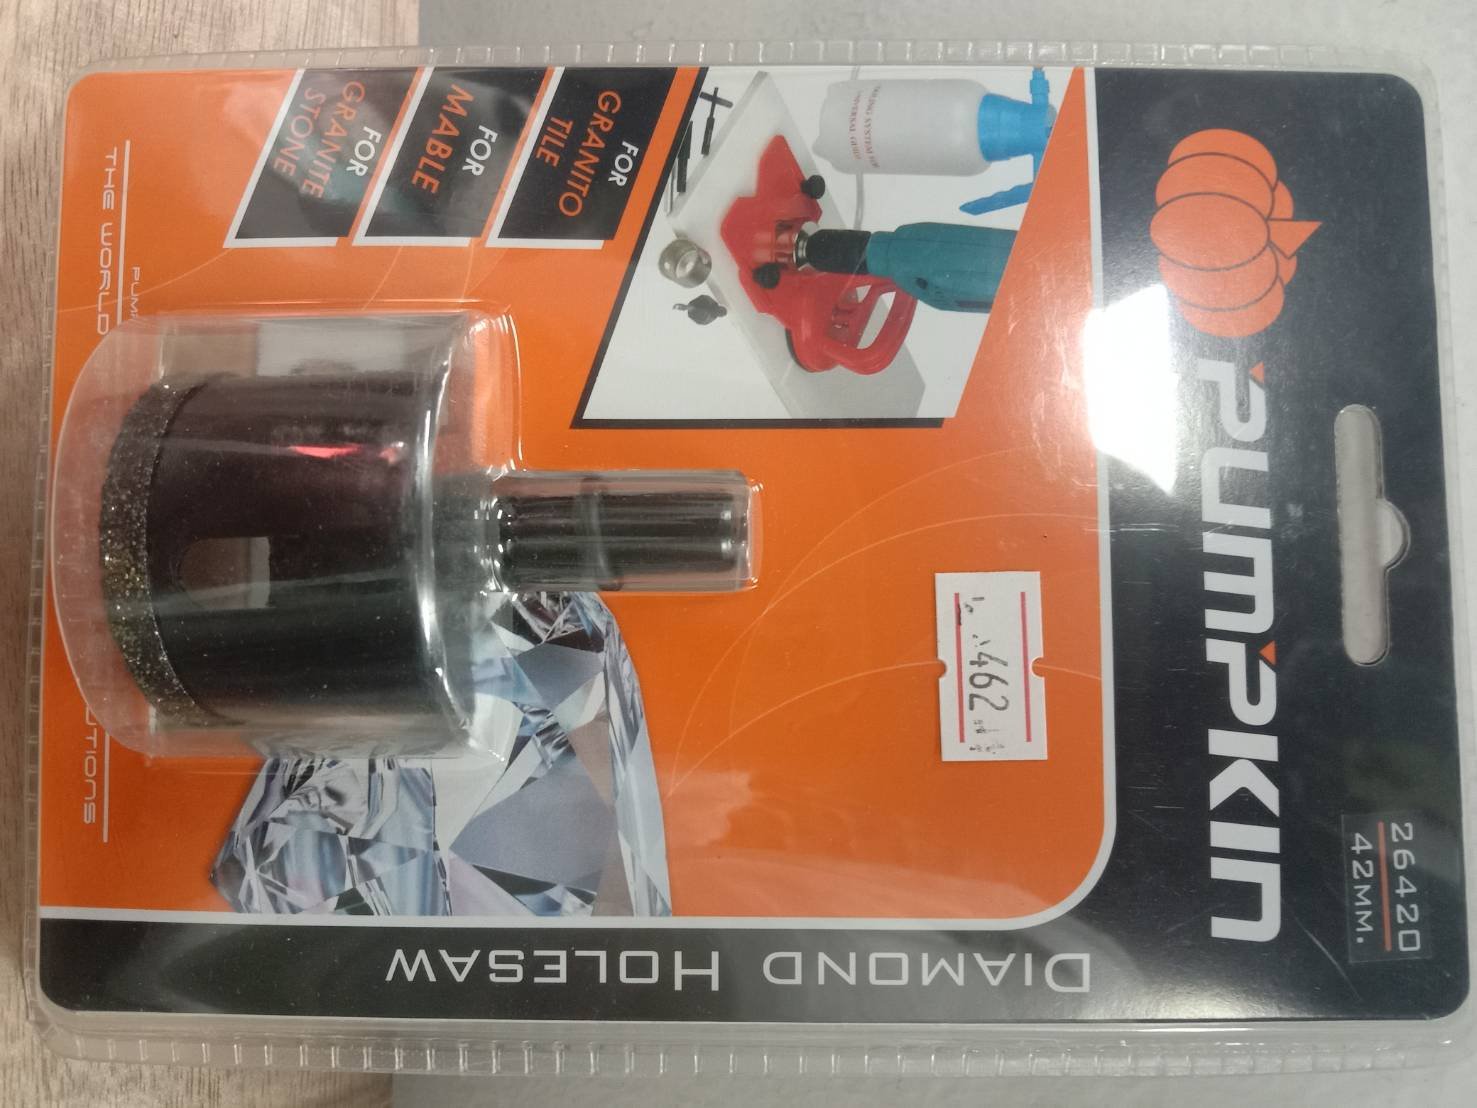 PUMPKIN
26420
42MM.
462.-
FOR
GRANITO
TILE
FOR
MABLE
FOR
GRANITE
STONE
DIAMOND HOLESAW
THE WORLD